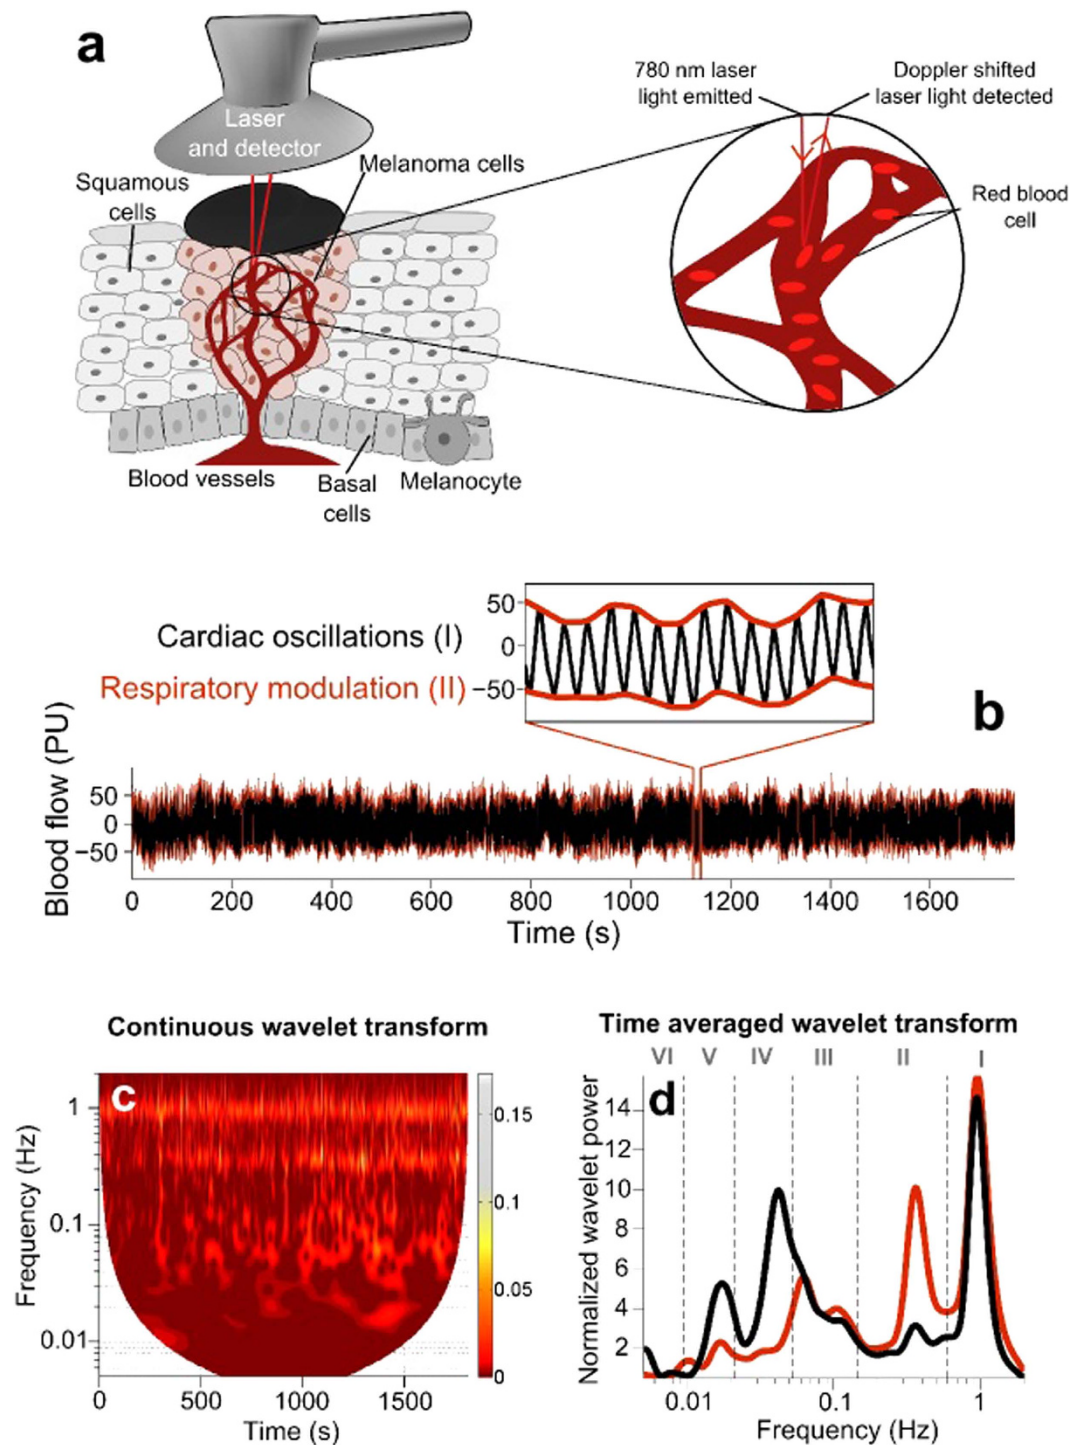 a
Laser
and detector
Melanoma cells
Squamous
cells
780 nm laser
light emitted
Doppler shifted
laser light detected
Red blood
cell
Blood vessels
Basal
cells
Melanocyte
Cardiac oscillations (I)
Respiratory modulation (II)
50
0
−50
b
Blood flow (PU)
50
0
−50
0 200 400 600 800 1000 1200 1400 1600
Time (s)
Continuous wavelet transform
c
Frequency (Hz)
1
0.1
0.01
0 500 1000 1500
Time (s)
0.15
0.1
0.05
0
Time averaged wavelet transform
VI V IV III II I
d
Normalized wavelet power
14
12
10
8
6
4
2
0.01 0.1 1
Frequency (Hz)